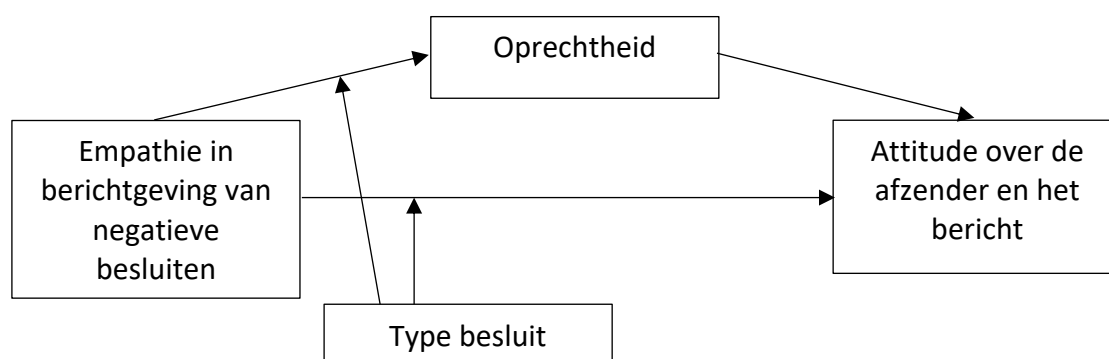 Oprechtheid
Empathie in
berichtgeving van
negatieve
besluiten
Attitude over de
afzender en het
bericht
Type besluit